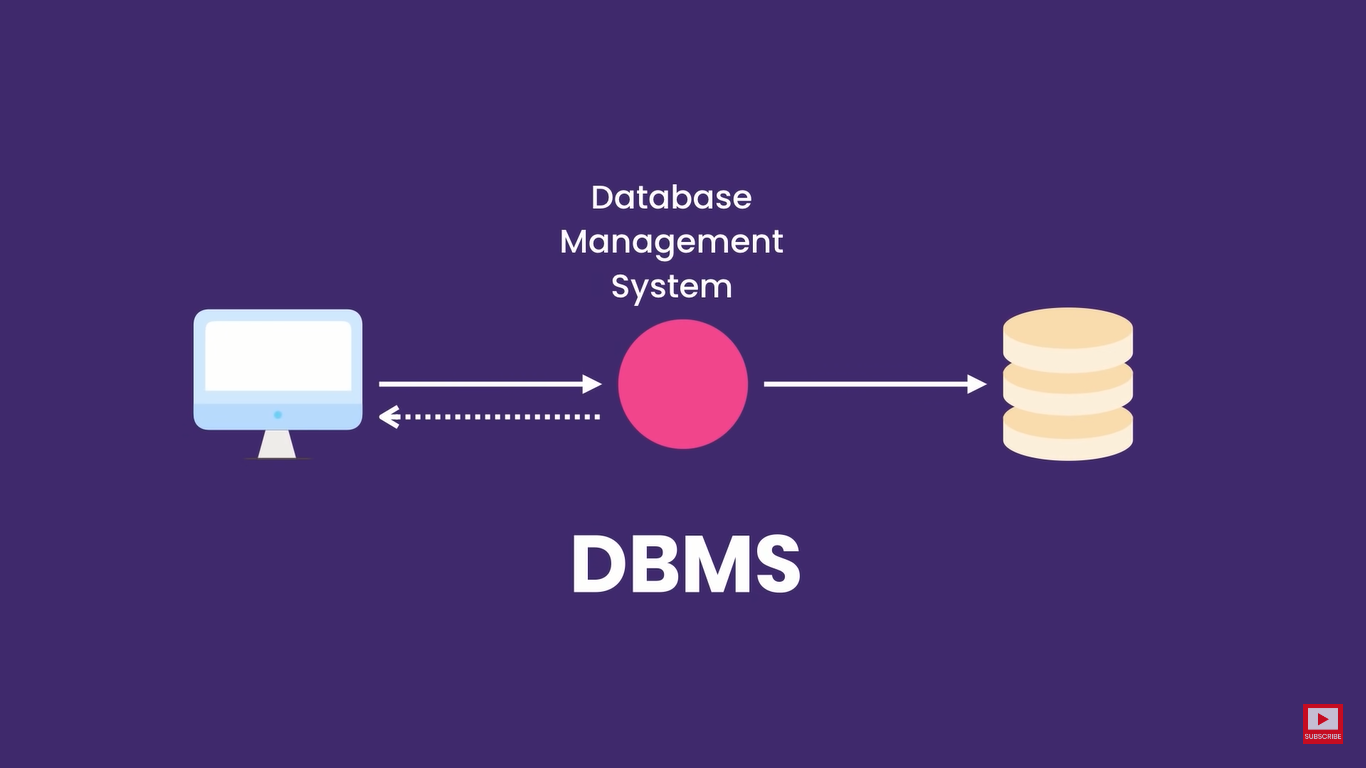 Database
Management
System
DBMS
SUBSCRIBE